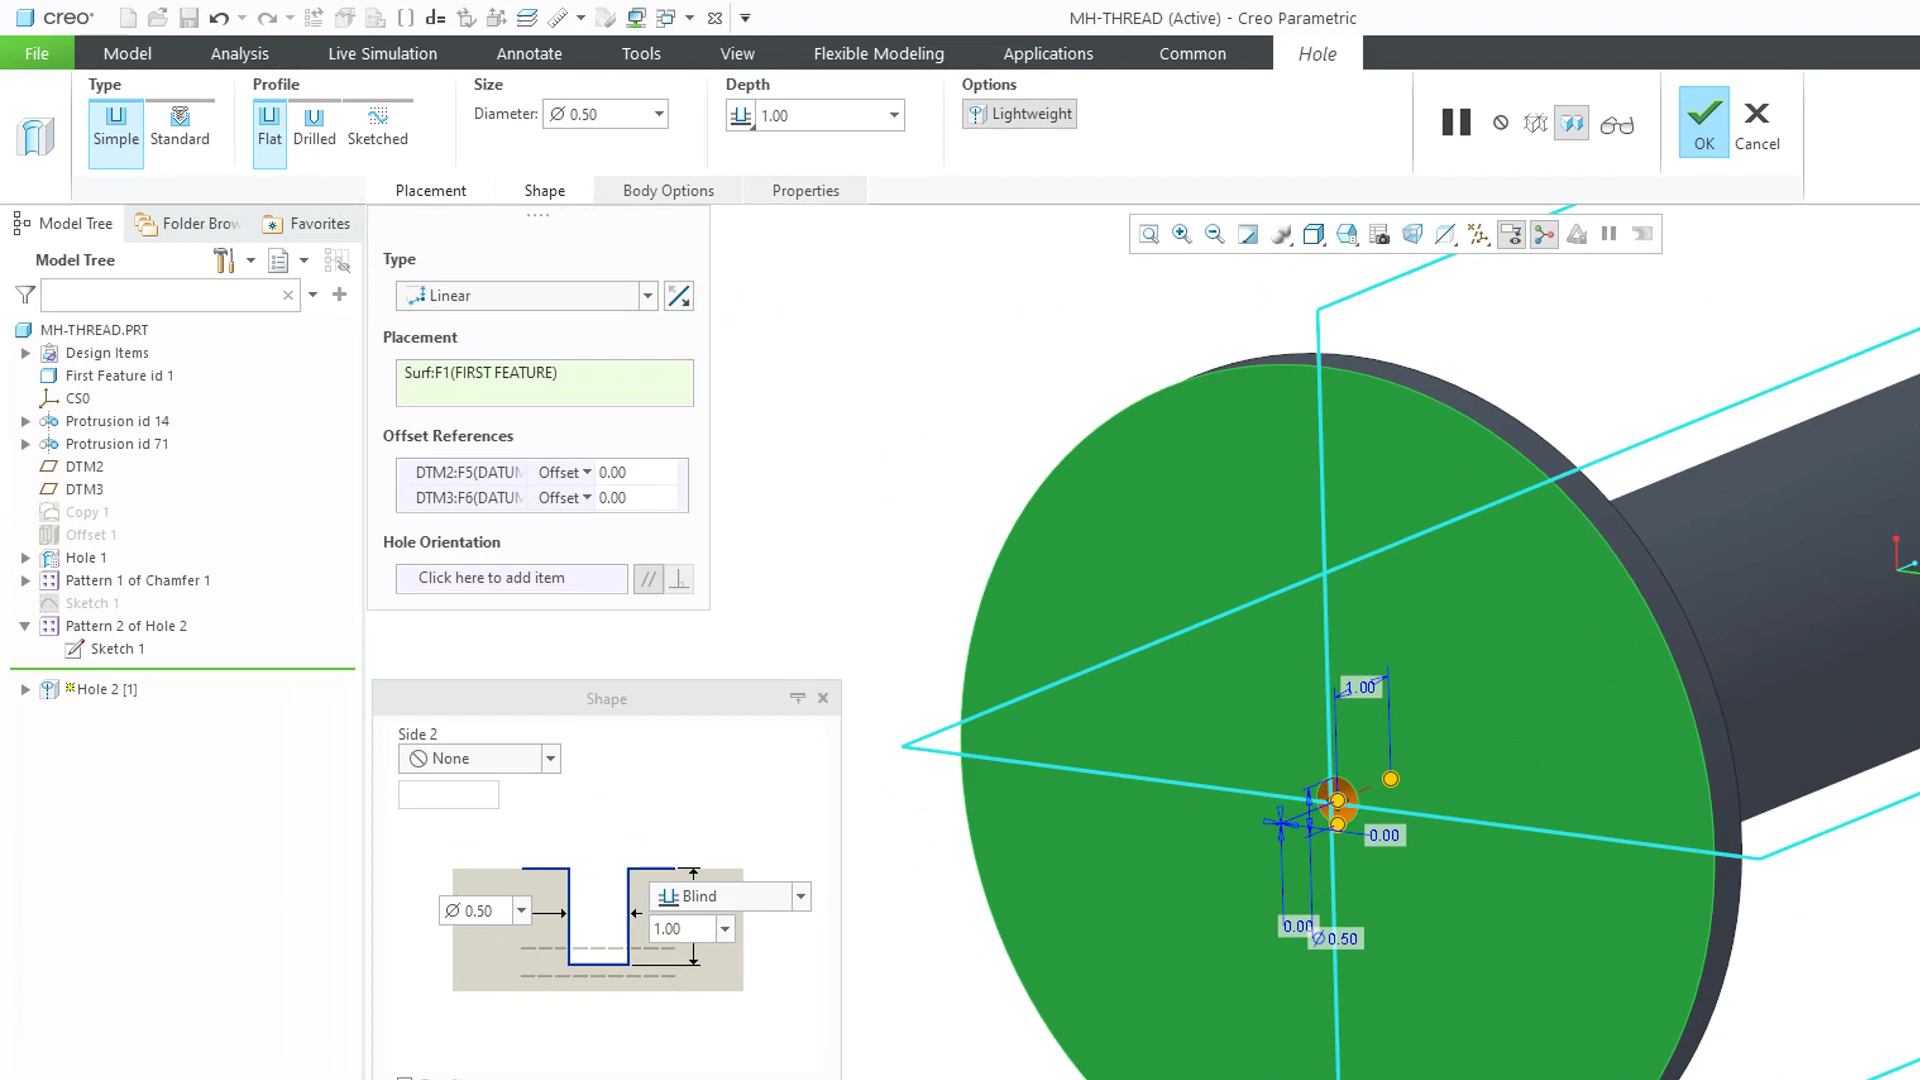 creo®
d=
MH-THREAD (Active) - Creo Parametric
File
Model
Analysis
Live Simulation
Annotate
Tools
View
Flexible Modeling
Applications
Common
Hole
Type
Profile
Size
Depth
Options
Diameter:
Ø 0.50
1.00
Lightweight
Simple
Standard
Flat
Drilled
Sketched
OK
Cancel
Placement
Shape
Body Options
Properties
Model Tree
Folder Brow
Favorites
Model Tree
MH-THREAD.PRT
Design Items
First Feature id 1
CS0
Protrusion id 14
Protrusion id 71
DTM2
DTM3
Copy 1
Offset 1
Hole 1
Pattern 1 of Chamfer 1
Sketch 1
Pattern 2 of Hole 2
Sketch 1
Hole 2 [1]
Type
Linear
Placement
Surf:F1(FIRST FEATURE)
Offset References
DTM2:F5(DATUM Offset 0.00
DTM3:F6(DATUM Offset 0.00
Hole Orientation
Click here to add item
Shape
Side 2
None
Ø 0.50
Blind
1.00
1.00
0.00
0.00
Ø0.50